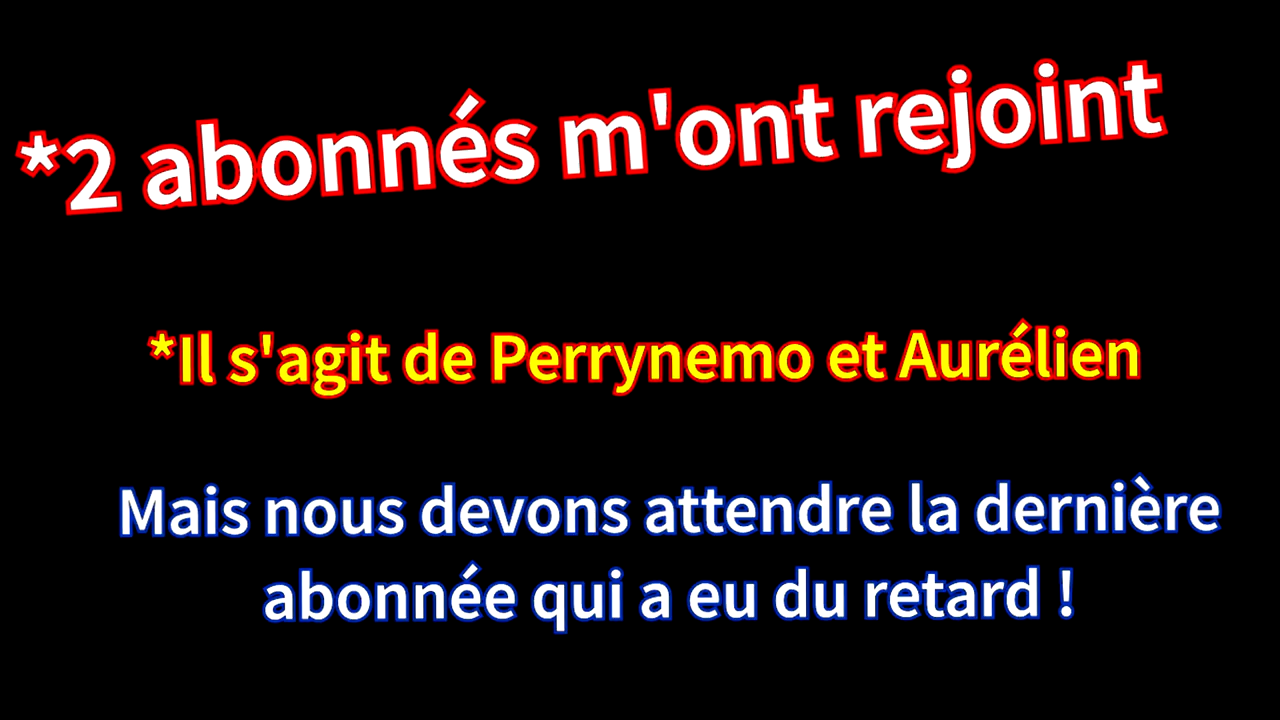 *2 abonnés m'ont rejoint
*Il s'agit de Perrynemo et Aurélien
Mais nous devons attendre la dernière
abonnée qui a eu du retard !